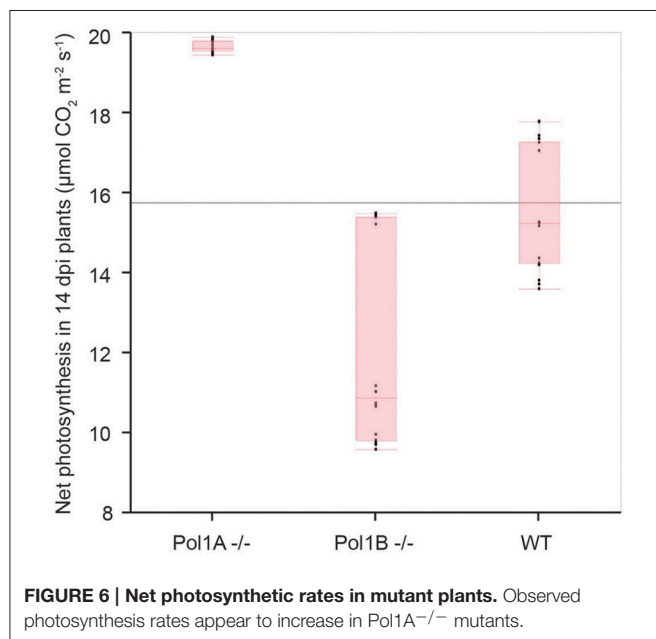 Net photosynthesis in 14 dpi plants (µmol CO₂ m⁻² s⁻¹)
20
18
16
14
12
10
8
Pol1A -/-
Pol1B -/-
WT
FIGURE 6 | Net photosynthetic rates in mutant plants. Observed
photosynthesis rates appear to increase in Pol1A⁻/⁻ mutants.